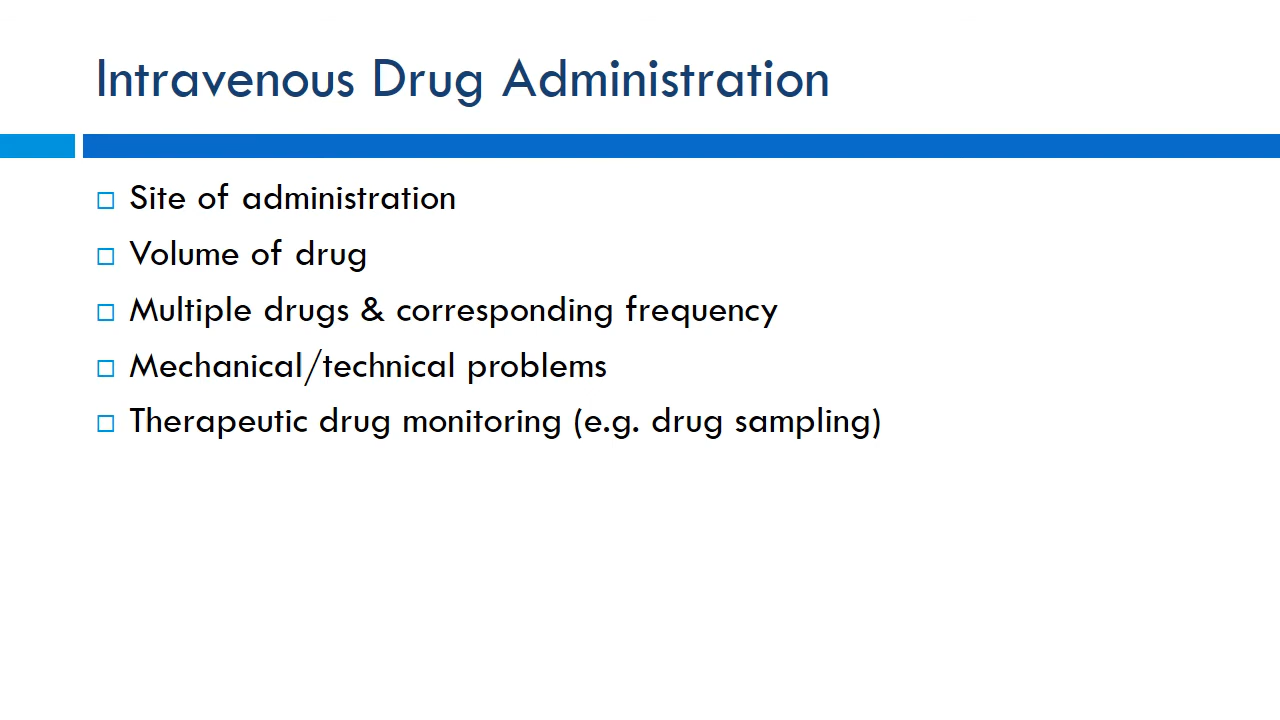 Intravenous Drug Administration
Site of administration
Volume of drug
Multiple drugs & corresponding frequency
Mechanical/technical problems
Therapeutic drug monitoring (e.g. drug sampling)